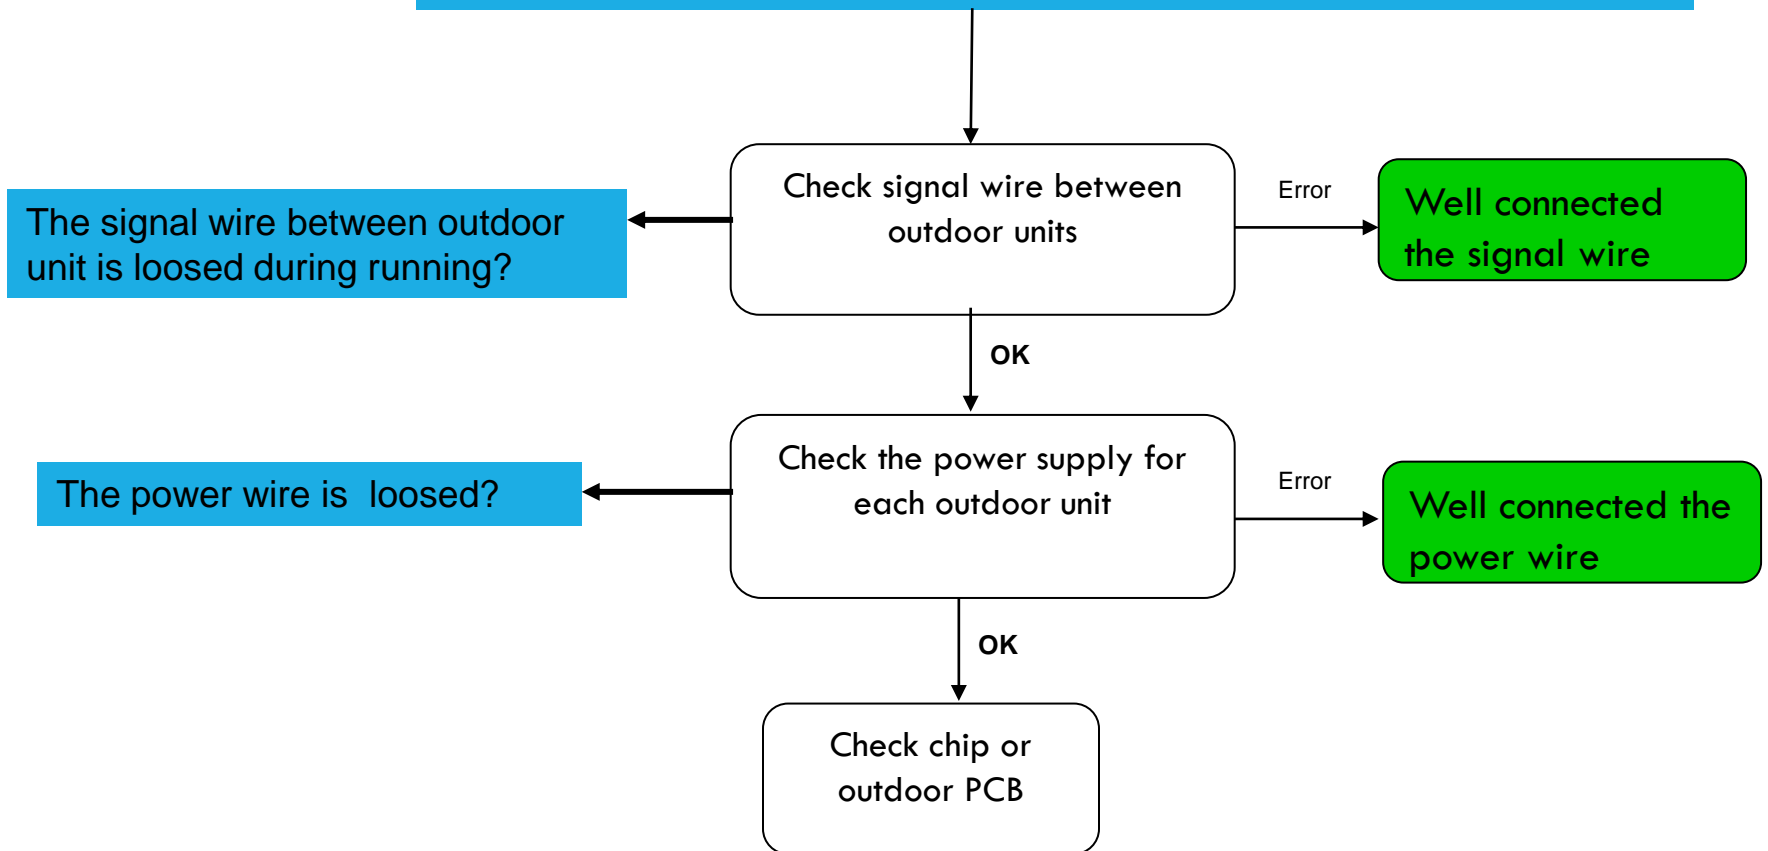 Check signal wire between
outdoor units
Error
Well connected
the signal wire
The signal wire between outdoor
unit is loosed during running?
OK
Check the power supply for
each outdoor unit
Error
Well connected the
power wire
The power wire is  loosed?
OK
Check chip or
outdoor PCB